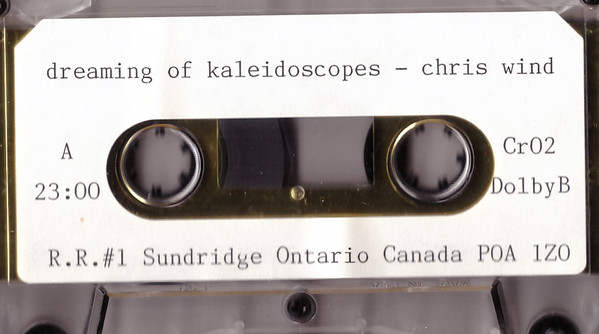 dreaming of kaleidoscopes - chris wind
A
CrO2
23:00
DolbyB
R.R.#1 Sundridge Ontario Canada POA 1ZO